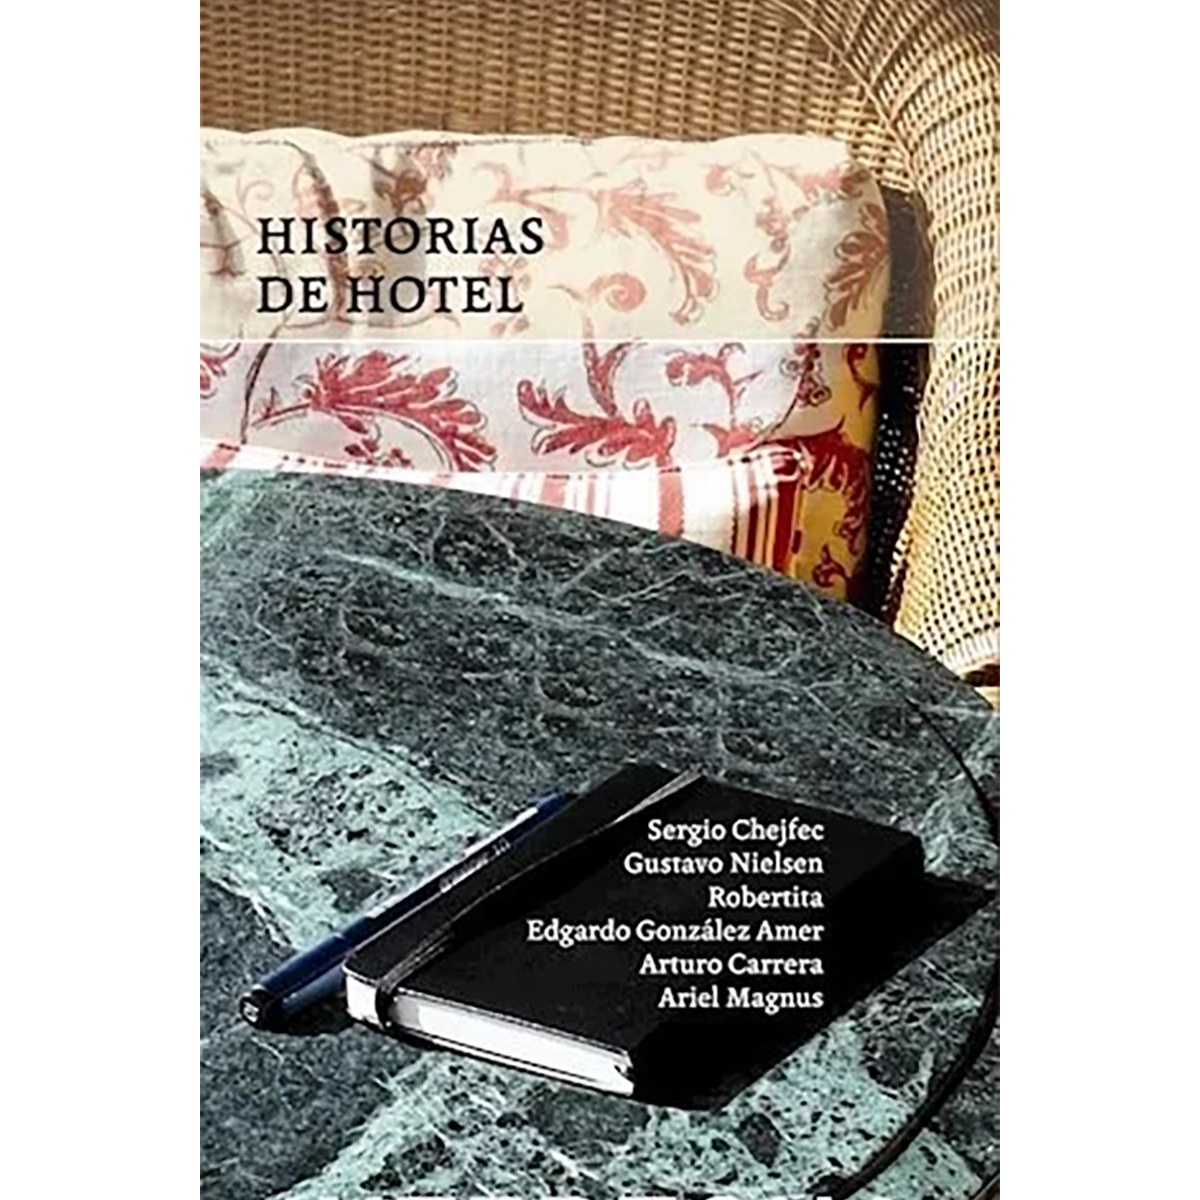 HISTORIAS
DE HOTEL
Sergio Chejfec
Gustavo Nielsen
Robertita
Edgardo González Amer
Arturo Carrera
Ariel Magnus